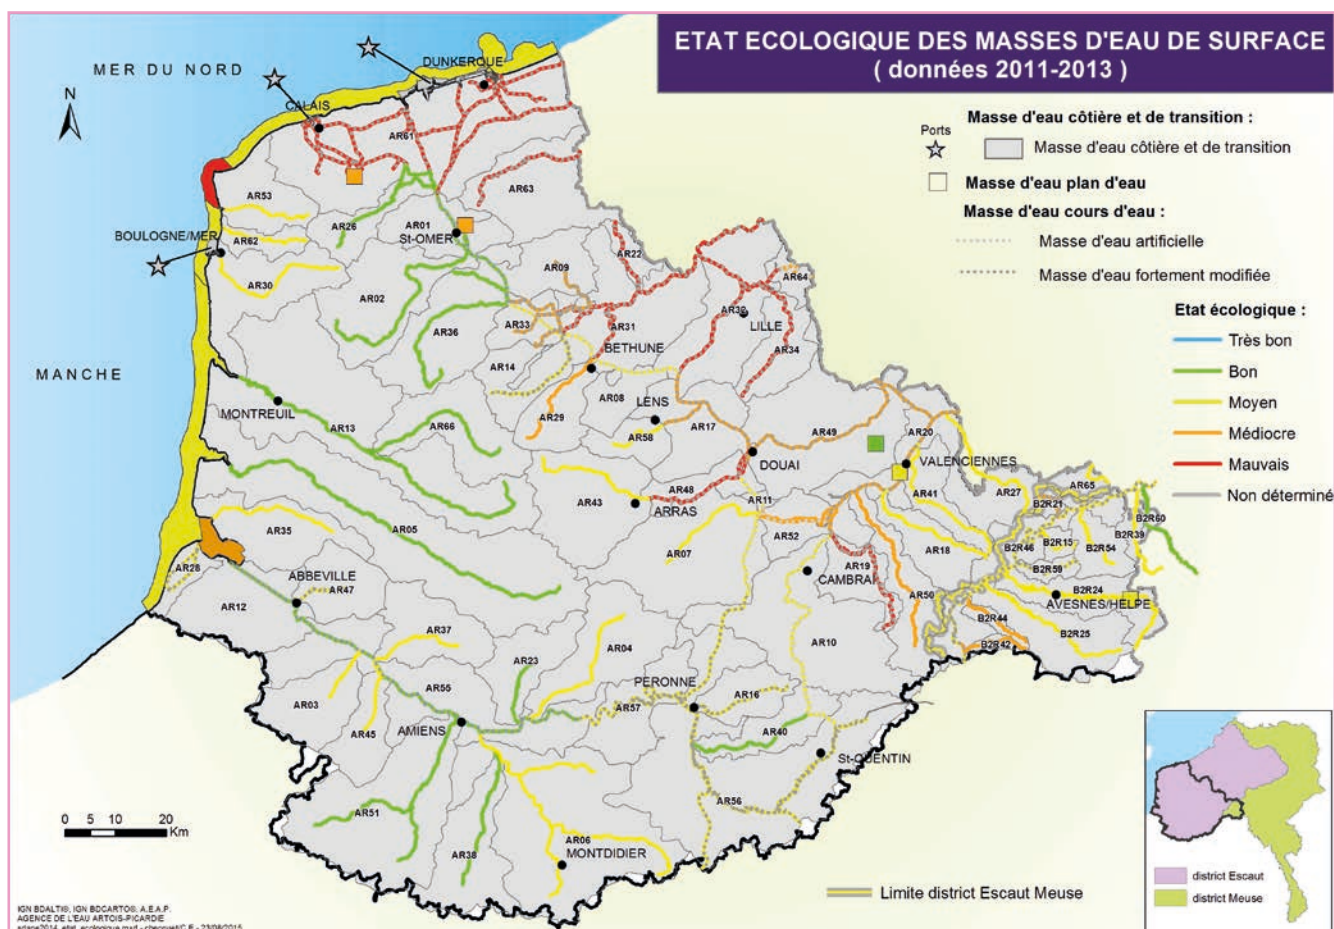 ETAT ECOLOGIQUE DES MASSES D'EAU DE SURFACE
( données 2011-2013 )
Masse d'eau côtière et de transition :
Ports
Masse d'eau côtière et de transition
Masse d'eau plan d'eau
Masse d'eau cours d'eau :
Masse d'eau artificielle
Masse d'eau fortement modifiée
Etat écologique :
Très bon
Bon
Moyen
Médiocre
Mauvais
Non déterminé
MER DU NORD
N
MANCHE
DUNKERQUE
CALAIS
AR61
AR63
AR53
AR26
AR01
St-OMER
BOULOGNE/MER
AR62
AR30
AR02
AR09
AR22
AR64
AR36
AR33
AR31
AR32
LILLE
AR34
BETHUNE
AR14
AR08
LENS
AR29
AR58
AR17
AR49
AR20
MONTREUIL
AR13
AR66
DOUAI
VALENCIENNES
AR43
AR48
ARRAS
AR11
AR41
AR27
AR65
B2R21
B2R60
B2R39
AR35
AR05
AR07
AR52
AR18
B2R46
B2R15
B2R54
AR28
ABBEVILLE
AR47
CAMBRAI
AR19
B2R59
B2R24
AVESNES/HELPE
AR12
AR50
B2R44
B2R25
B2R42
AR37
AR23
AR04
AR10
AR03
AR55
PERONNE
AR57
AR16
AR45
AMIENS
AR40
St-QUENTIN
AR51
AR38
AR06
MONTDIDIER
AR56
0 5 10 20
Km
Limite district Escaut Meuse
district Escaut
district Meuse
IGN BDALTI®, IGN BDCARTO®, A.E.A.P.
AGENCE DE L'EAU ARTOIS-PICARDIE